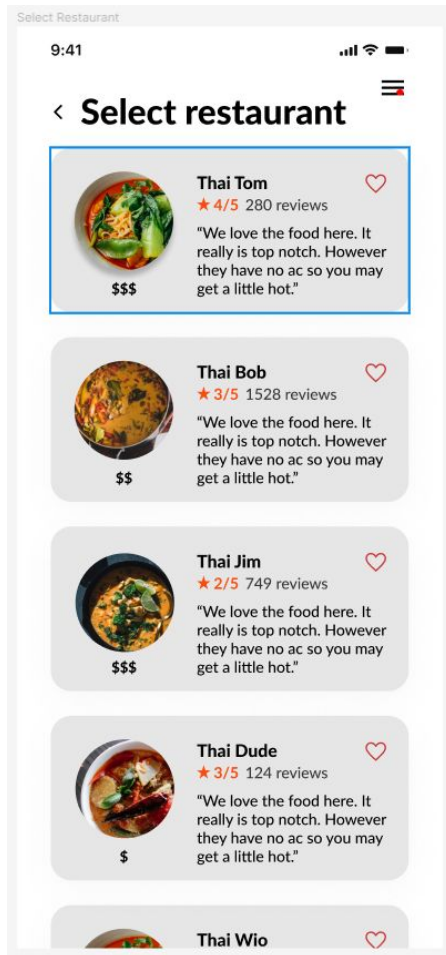 Select Restaurant
9:41
Select restaurant
Thai Tom
★ 4/5 280 reviews
“We love the food here. It
really is top notch. However
they have no ac so you may
get a little hot.”
$$$
Thai Bob
★ 3/5 1528 reviews
“We love the food here. It
really is top notch. However
they have no ac so you may
get a little hot.”
$$
Thai Jim
★ 2/5 749 reviews
“We love the food here. It
really is top notch. However
they have no ac so you may
get a little hot.”
$$$
Thai Dude
★ 3/5 124 reviews
“We love the food here. It
really is top notch. However
they have no ac so you may
get a little hot.”
$
Thai Wio